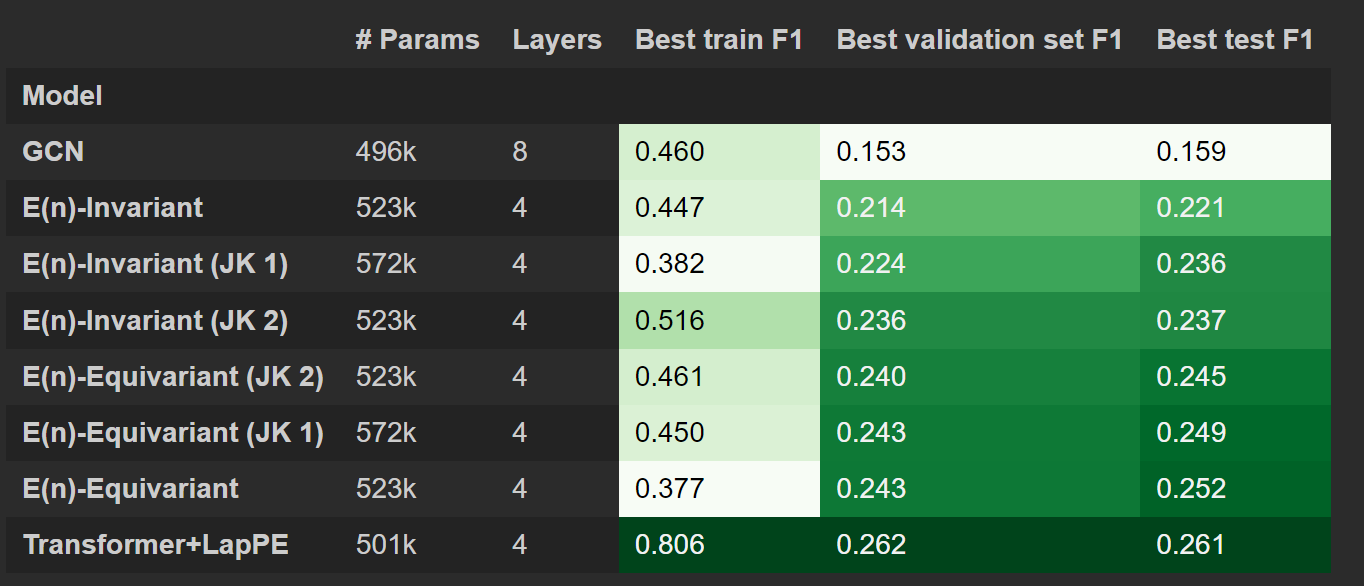 # Params Layers Best train F1 Best validation set F1 Best test F1
Model
GCN 496k 8 0.460 0.153 0.159
E(n)-Invariant 523k 4 0.447 0.214 0.221
E(n)-Invariant (JK 1) 572k 4 0.382 0.224 0.236
E(n)-Invariant (JK 2) 523k 4 0.516 0.236 0.237
E(n)-Equivariant (JK 2) 523k 4 0.461 0.240 0.245
E(n)-Equivariant (JK 1) 572k 4 0.450 0.243 0.249
E(n)-Equivariant 523k 4 0.377 0.243 0.252
Transformer+LapPE 501k 4 0.806 0.262 0.261